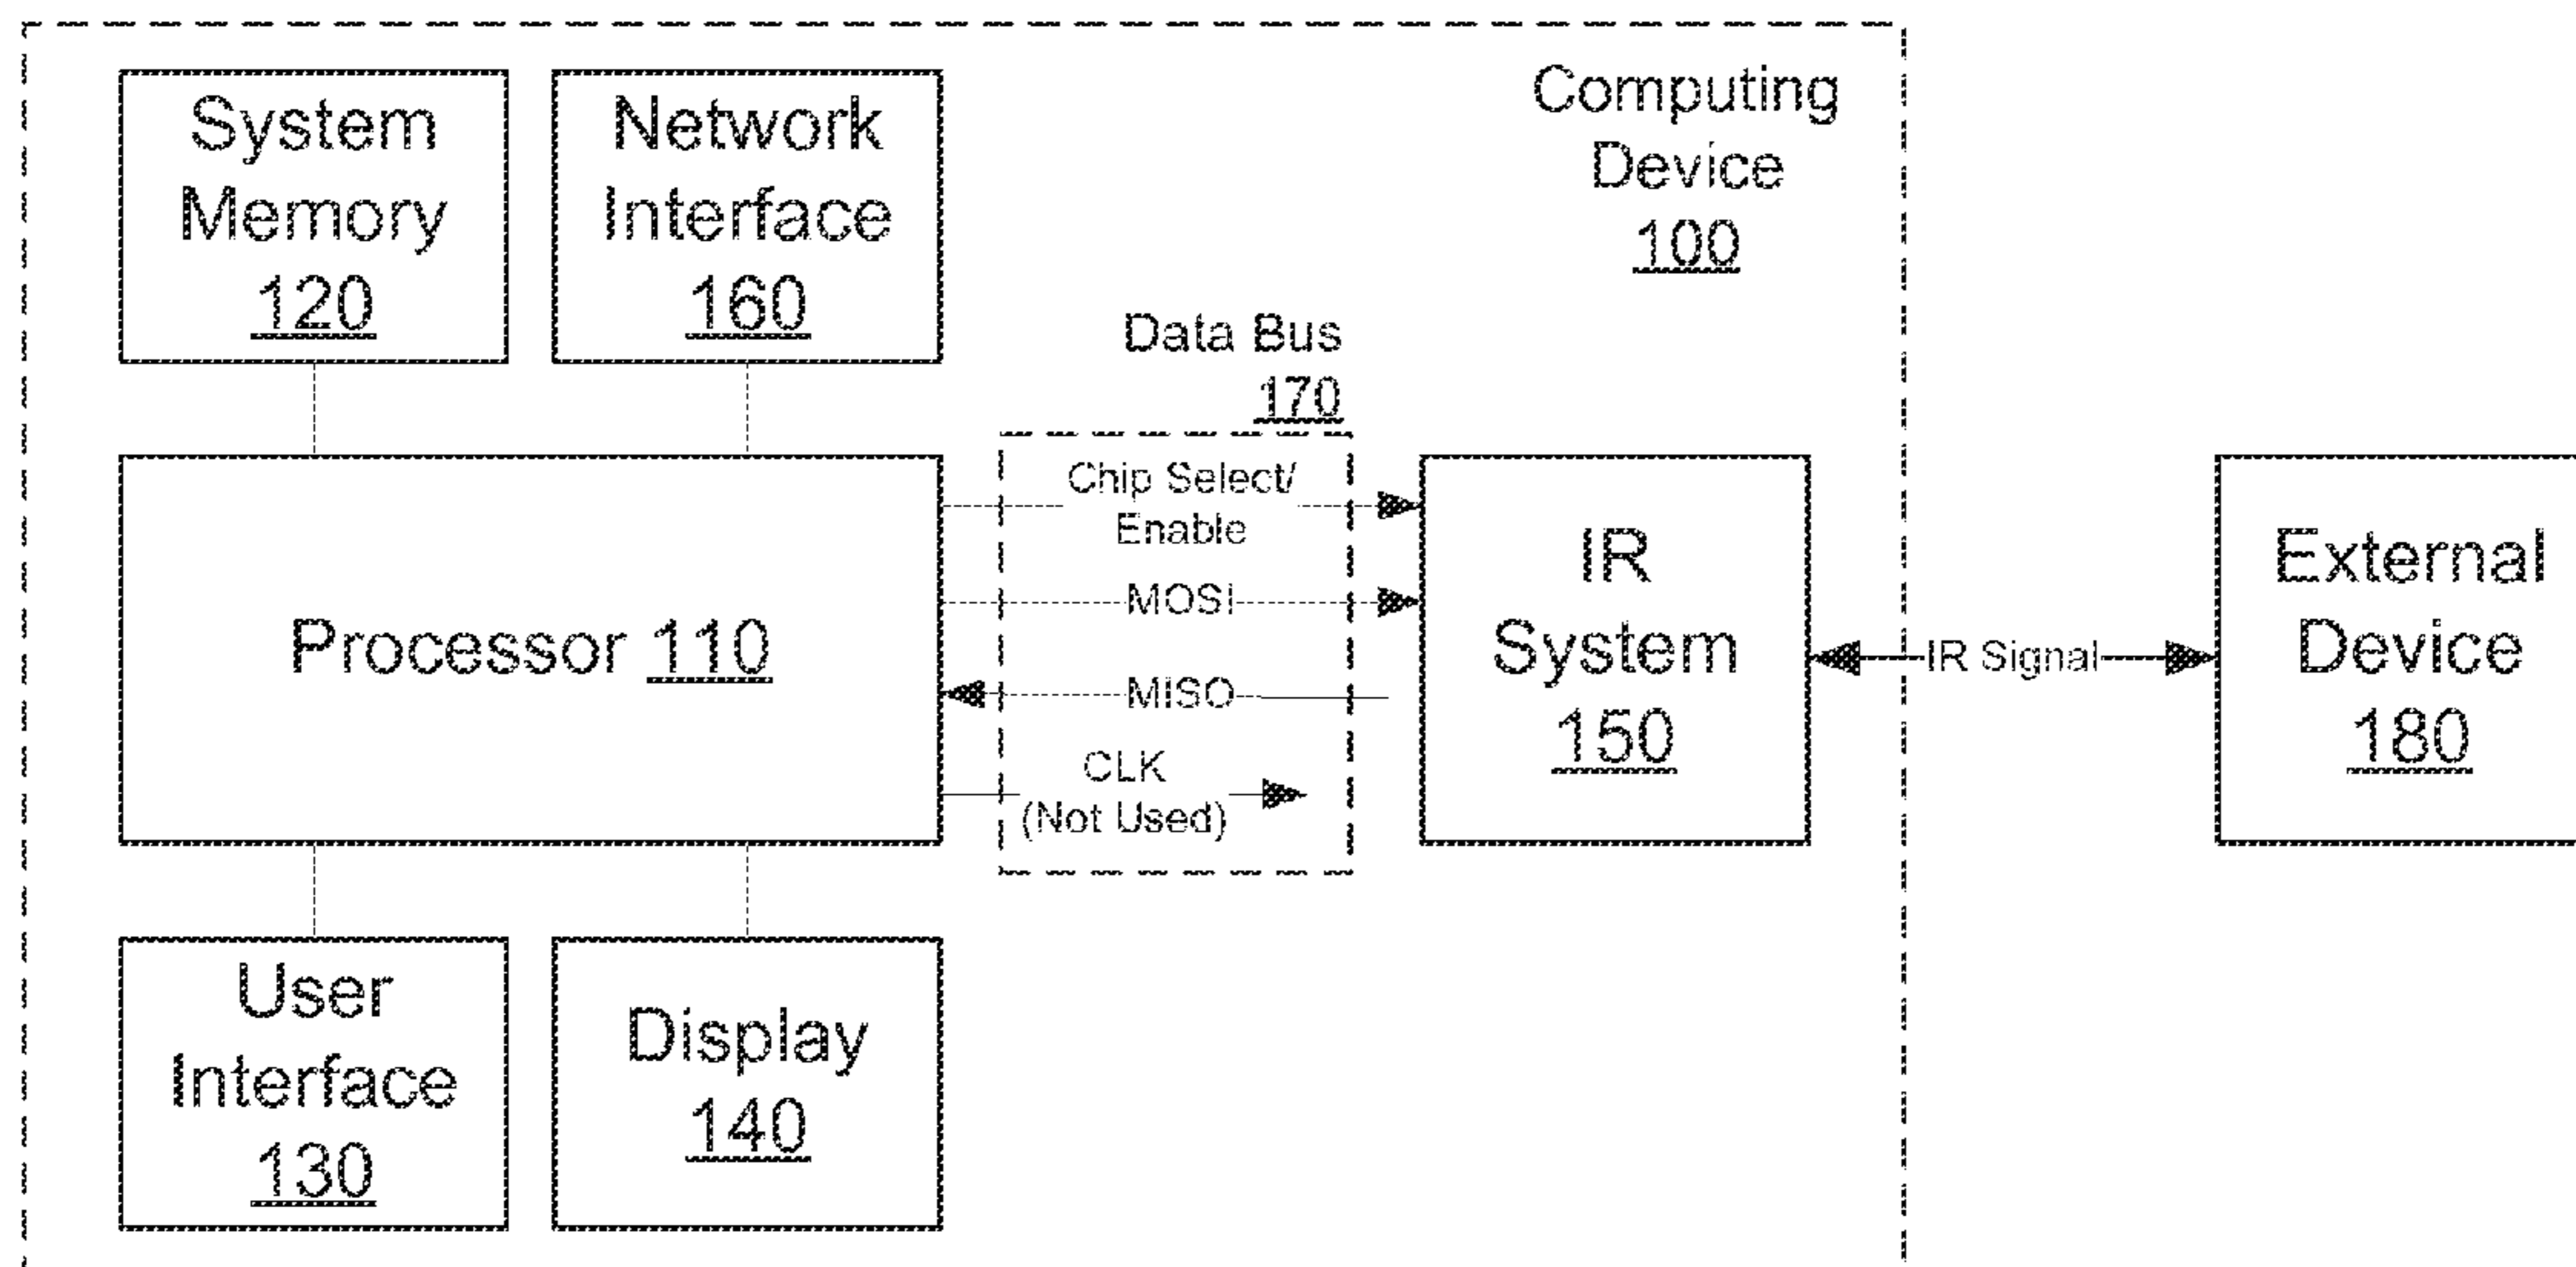 System
Memory
120
Network
Interface
160
Computing
Device
100
Data Bus
170
Processor 110
Chip Select/
Enable
MOSI
MISO
CLK
(Not Used)
IR
System
150
IR Signal
External
Device
180
User
Interface
130
Display
140